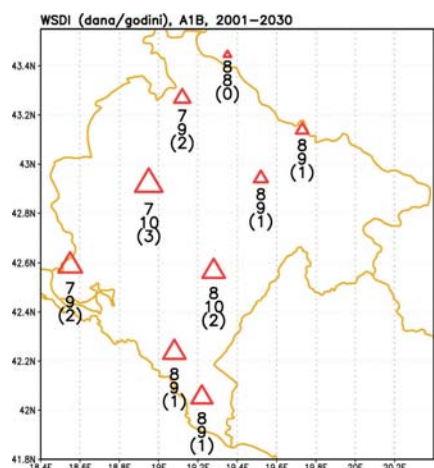 WSDI (dana/godini), A1B, 2001-2030
43.4N
8
8
(0)
43.2N
7
9
(2)
8
9
(1)
43N
8
9
(1)
42.8N
7
10
(3)
42.6N
7
9
(2)
8
10
(2)
42.4N
42.2N
8
9
(1)
42N
8
9
(1)
41.8N
18.4E 18.6E 18.8E 19E 19.2E 19.4E 19.6E 19.8E 20E 20.2E